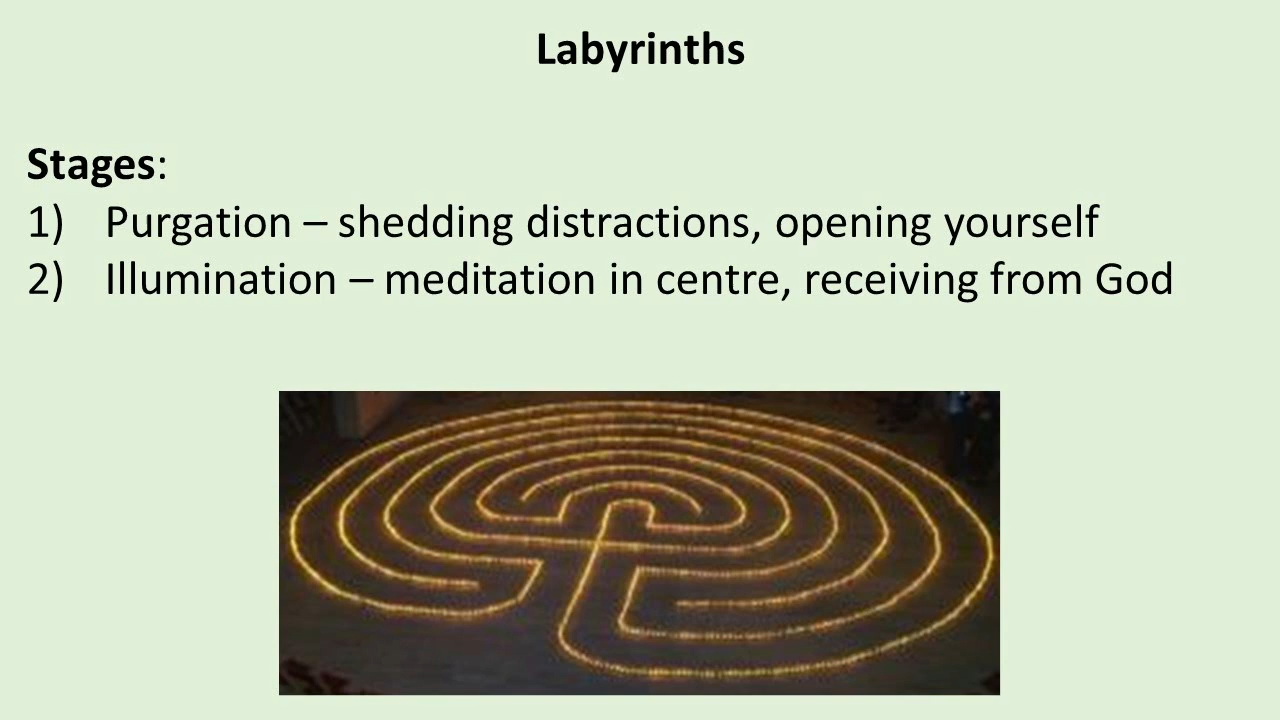 Labyrinths
Stages:
1) Purgation – shedding distractions, opening yourself
2) Illumination – meditation in centre, receiving from God